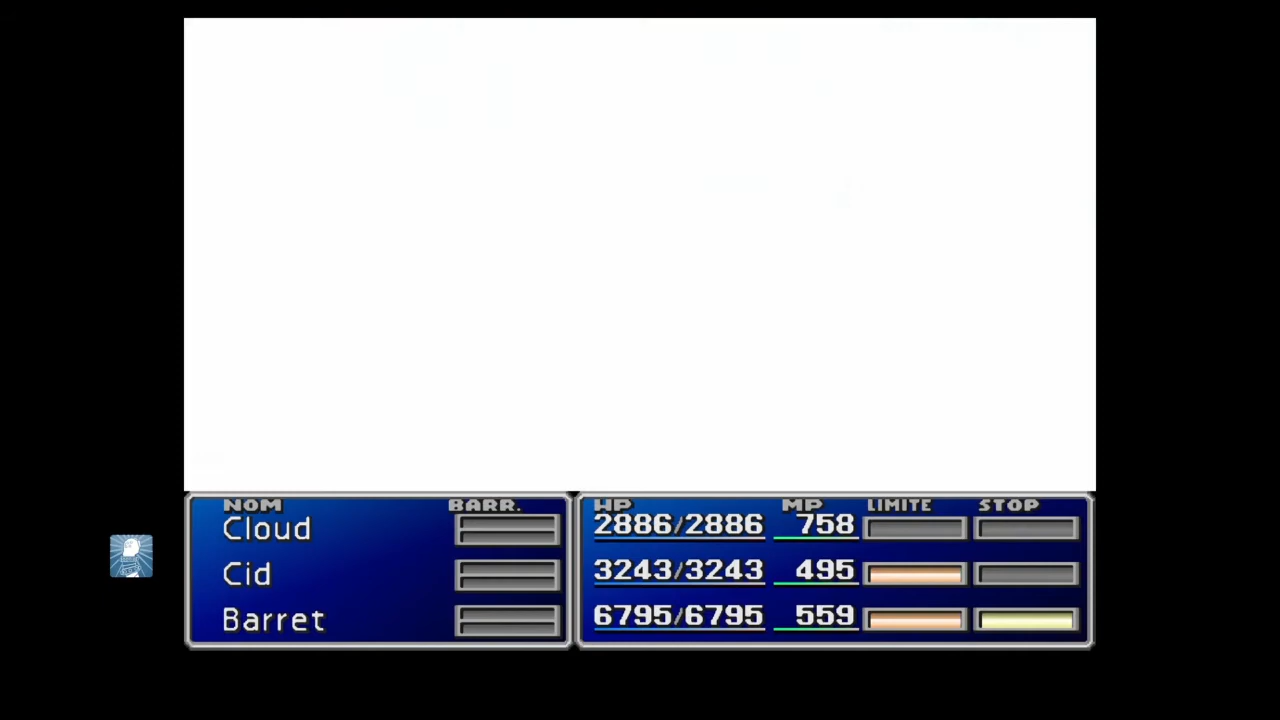 NOM BARR. HP MP LIMITE STOP
Cloud 2886/2886 758
Cid 3243/3243 495
Barret 6795/6795 559